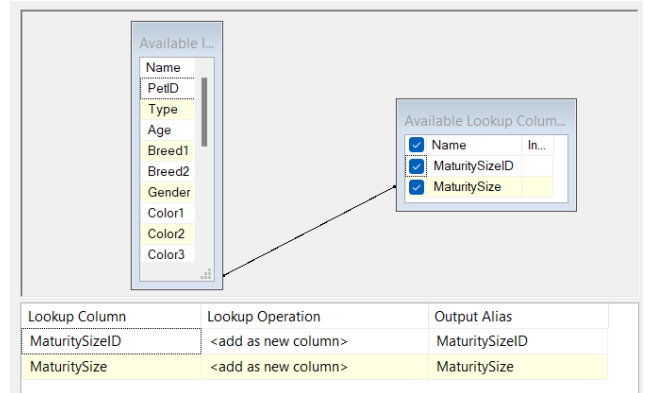 Available I...
Name
PetID
Type
Age
Breed1
Breed2
Gender
Color1
Color2
Color3
Available Lookup Colum...
Name In...
MaturitySizeID
MaturitySize
Lookup Column Lookup Operation Output Alias
MaturitySizeID <add as new column> MaturitySizeID
MaturitySize <add as new column> MaturitySize